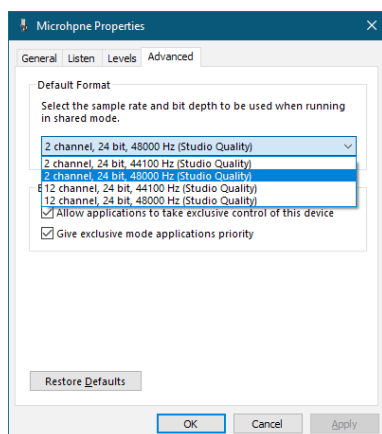 Microhpne Properties
General Listen Levels Advanced
Default Format
Select the sample rate and bit depth to be used when running
in shared mode.
2 channel, 24 bit, 48000 Hz (Studio Quality)
2 channel, 24 bit, 44100 Hz (Studio Quality)
2 channel, 24 bit, 48000 Hz (Studio Quality)
12 channel, 24 bit, 44100 Hz (Studio Quality)
12 channel, 24 bit, 48000 Hz (Studio Quality)
Allow applications to take exclusive control of this device
Give exclusive mode applications priority
Restore Defaults
OK Cancel Apply